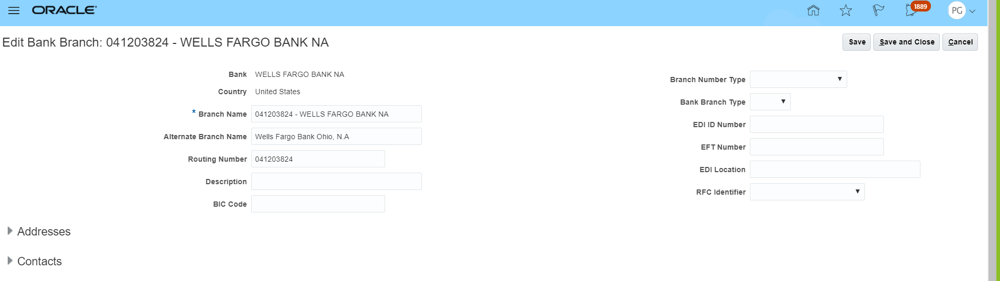 ORACLE
1889
PG
Edit Bank Branch: 041203824 - WELLS FARGO BANK NA
Save
Save and Close
Cancel
Bank WELLS FARGO BANK NA
Country United States
* Branch Name 041203824 - WELLS FARGO BANK NA
Alternate Branch Name Wells Fargo Bank Ohio, N.A
Routing Number 041203824
Description
BIC Code
Branch Number Type
Bank Branch Type
EDI ID Number
EFT Number
EDI Location
RFC Identifier
Addresses
Contacts